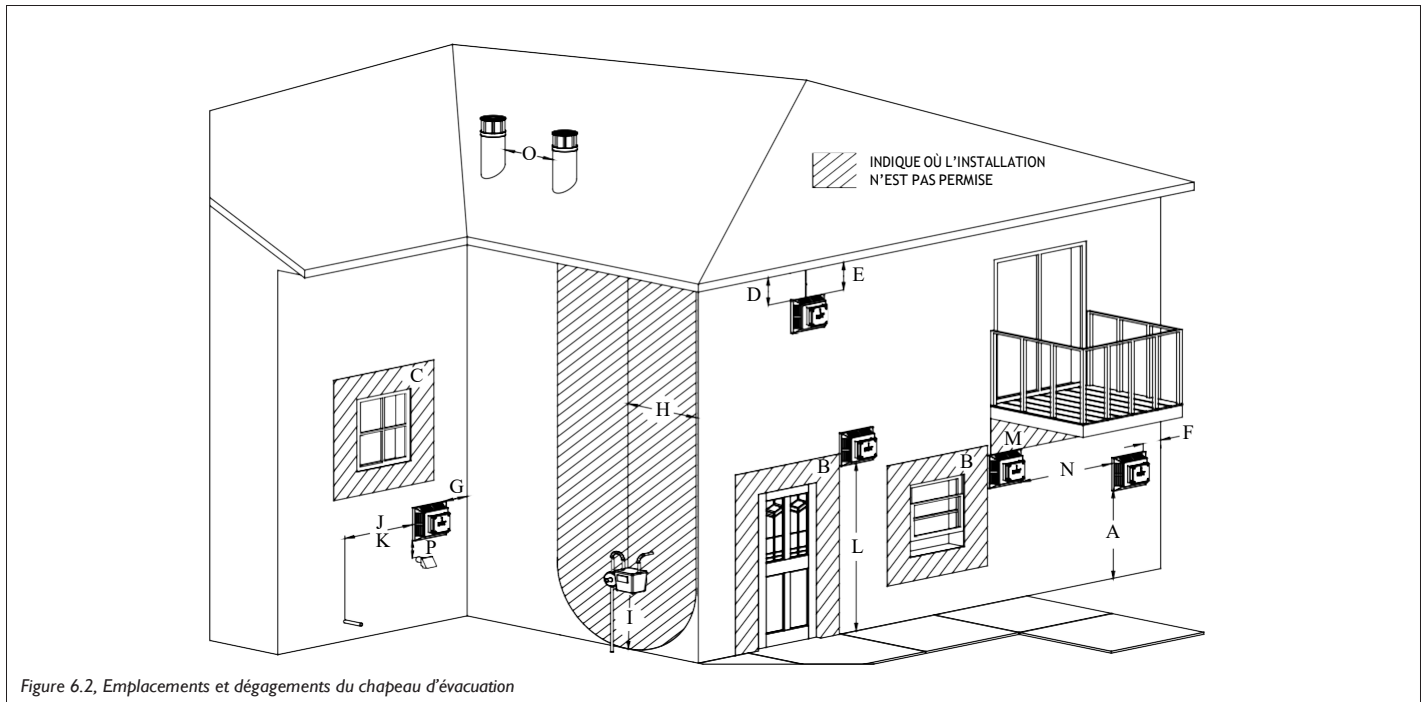 O
INDIQUE OÙ L’INSTALLATION
N’EST PAS PERMISE
D
E
C
H
G
J
K
P
I
B
L
B
M
N
F
A
Figure 6.2, Emplacements et dégagements du chapeau d’évacuation